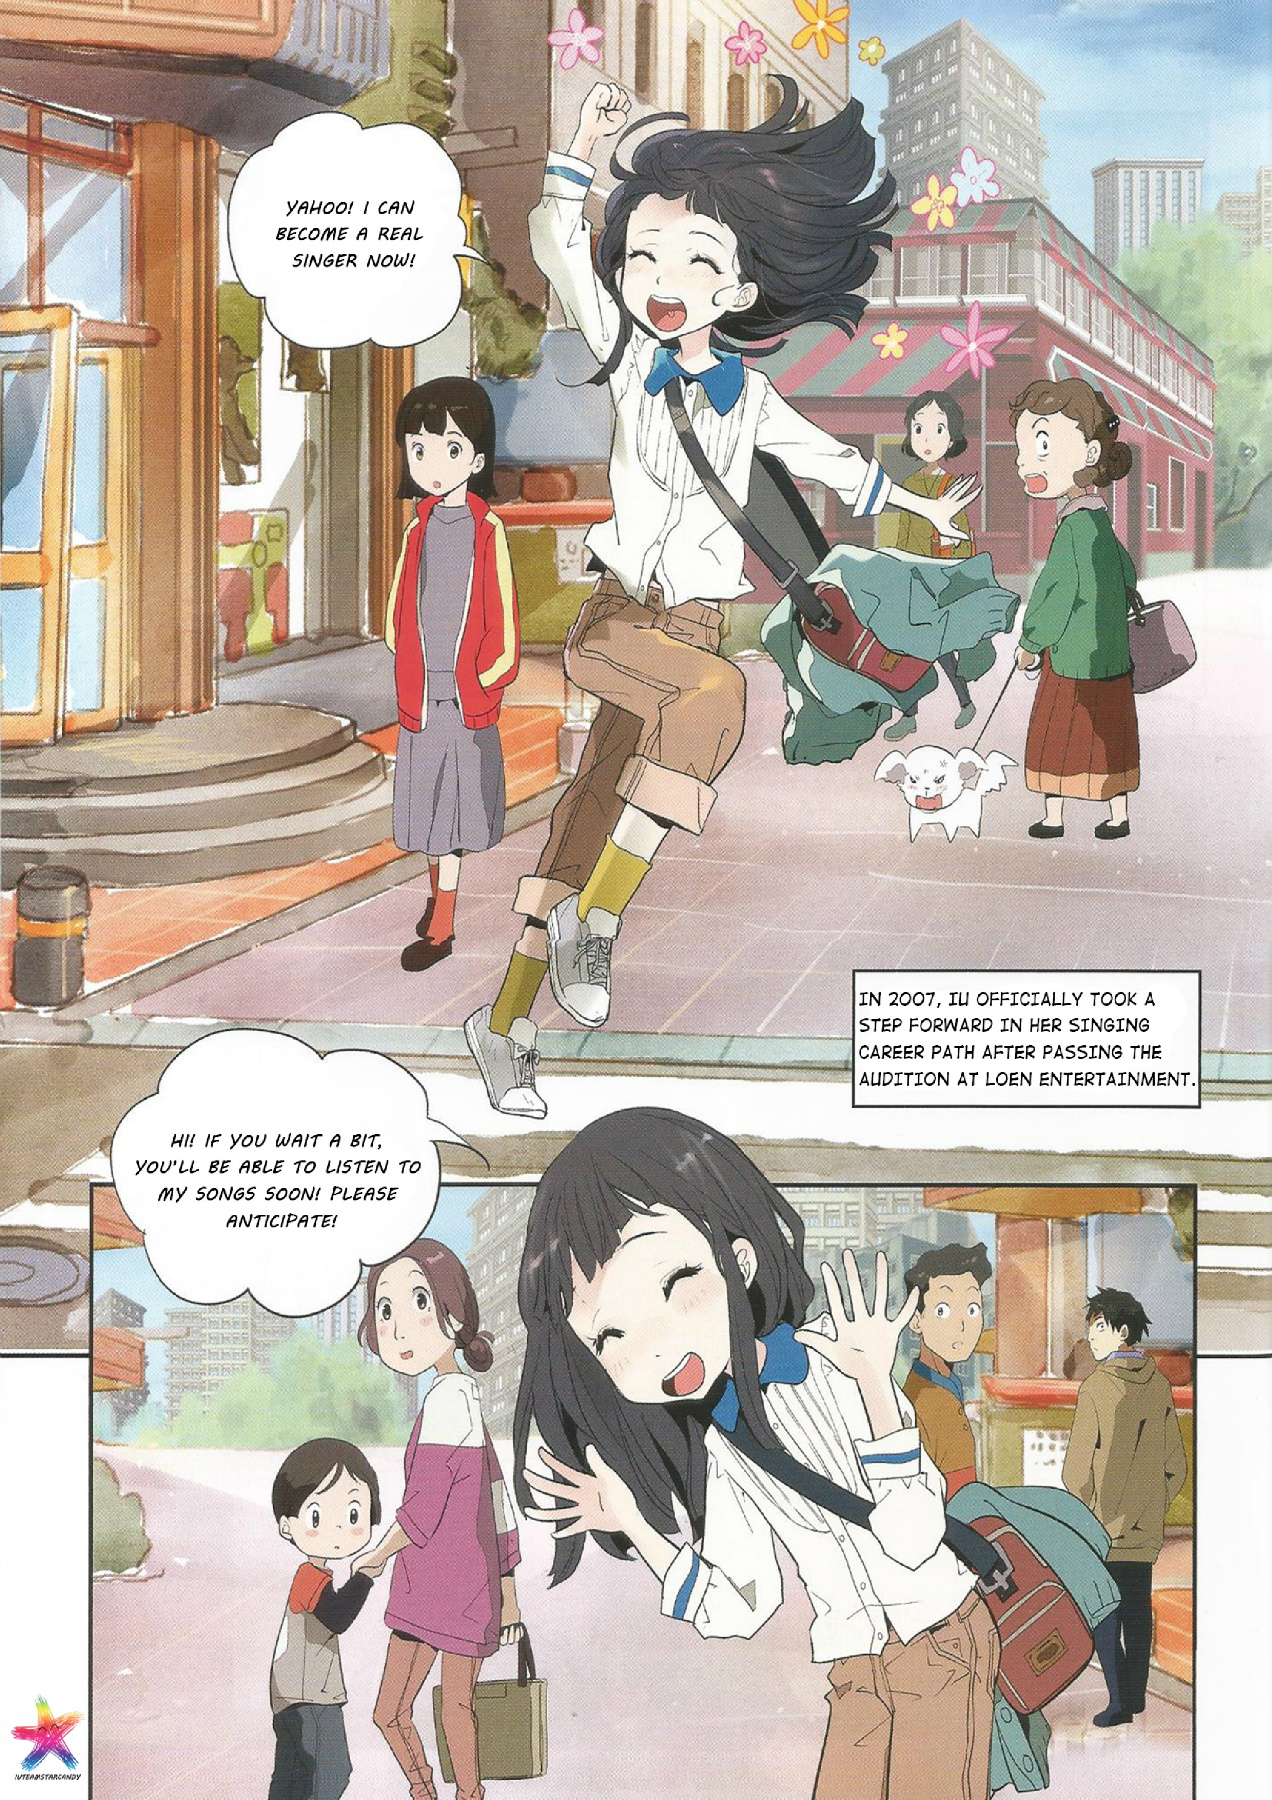 YAHOO! I CAN
BECOME A REAL
SINGER NOW!
IN 2007, IU OFFICIALLY TOOK A
STEP FORWARD IN HER SINGING
CAREER PATH AFTER PASSING THE
AUDITION AT LOEN ENTERTAINMENT.
HI! IF YOU WAIT A BIT,
YOU'LL BE ABLE TO LISTEN TO
MY SONGS SOON! PLEASE
ANTICIPATE!
IUTEAMSTARCANDY